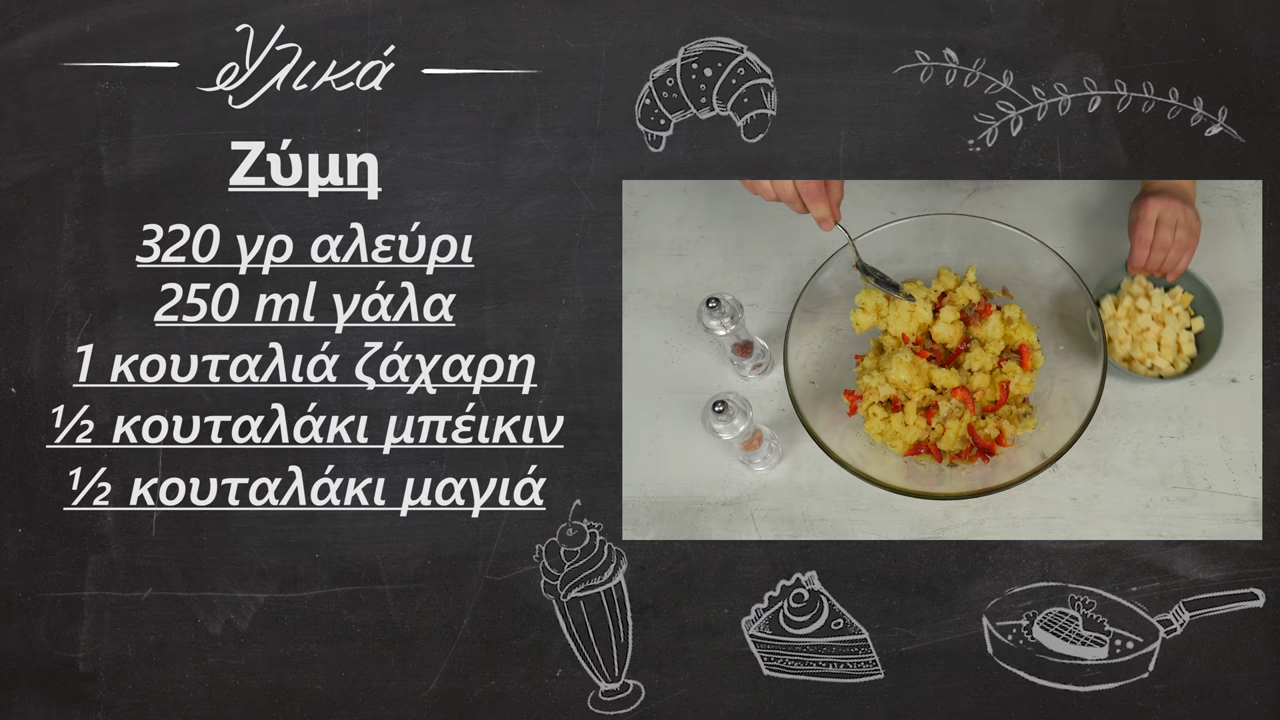 Υλικά
Ζύμη
320 γρ αλεύρι
250 ml γάλα
1 κουταλιά ζάχαρη
½ κουταλάκι μπέικιν
½ κουταλάκι μαγιά